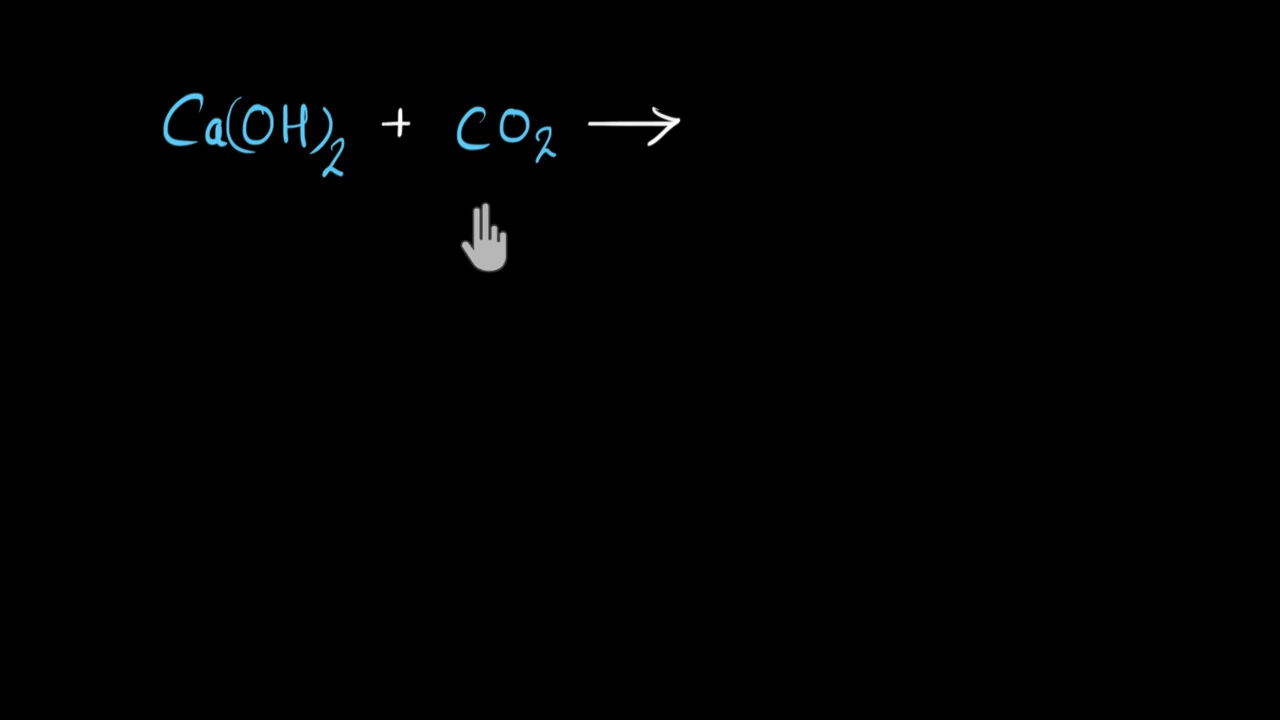 Ca(OH)₂ + CO₂ ⟶